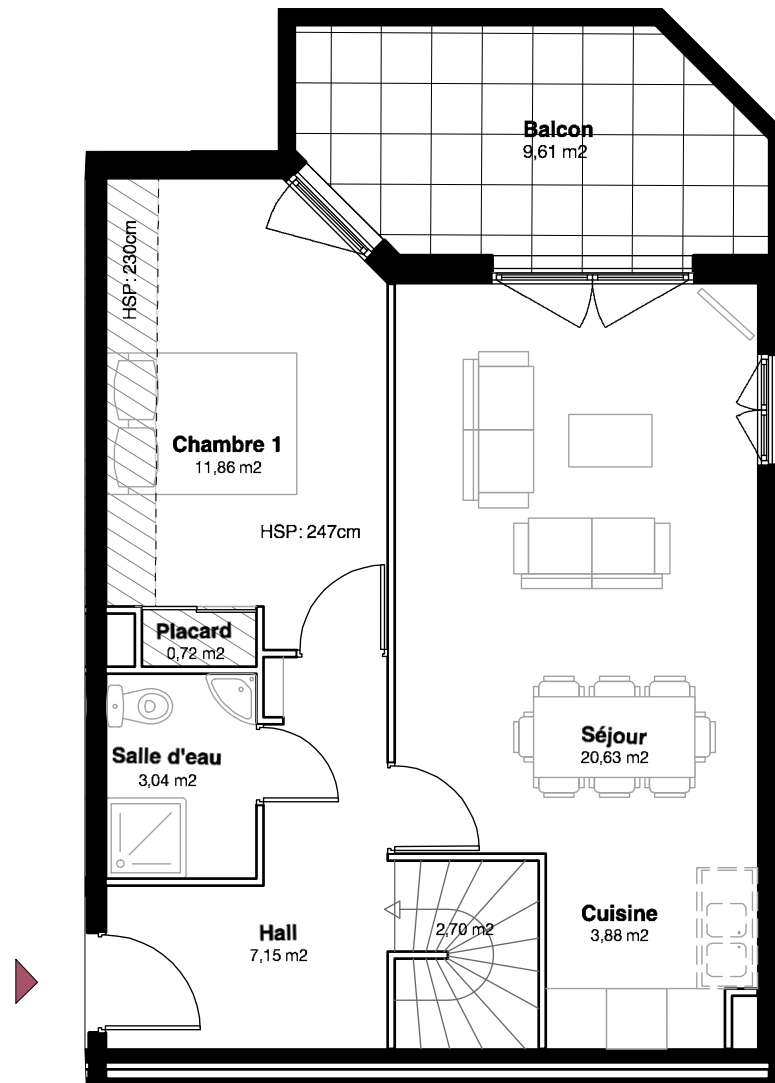 Balcon
9,61 m2
HSP: 230cm
Chambre 1
11,86 m2
HSP: 247cm
Placard
0,72 m2
Salle d'eau
3,04 m2
Séjour
20,63 m2
Hall
7,15 m2
2,70 m2
Cuisine
3,88 m2